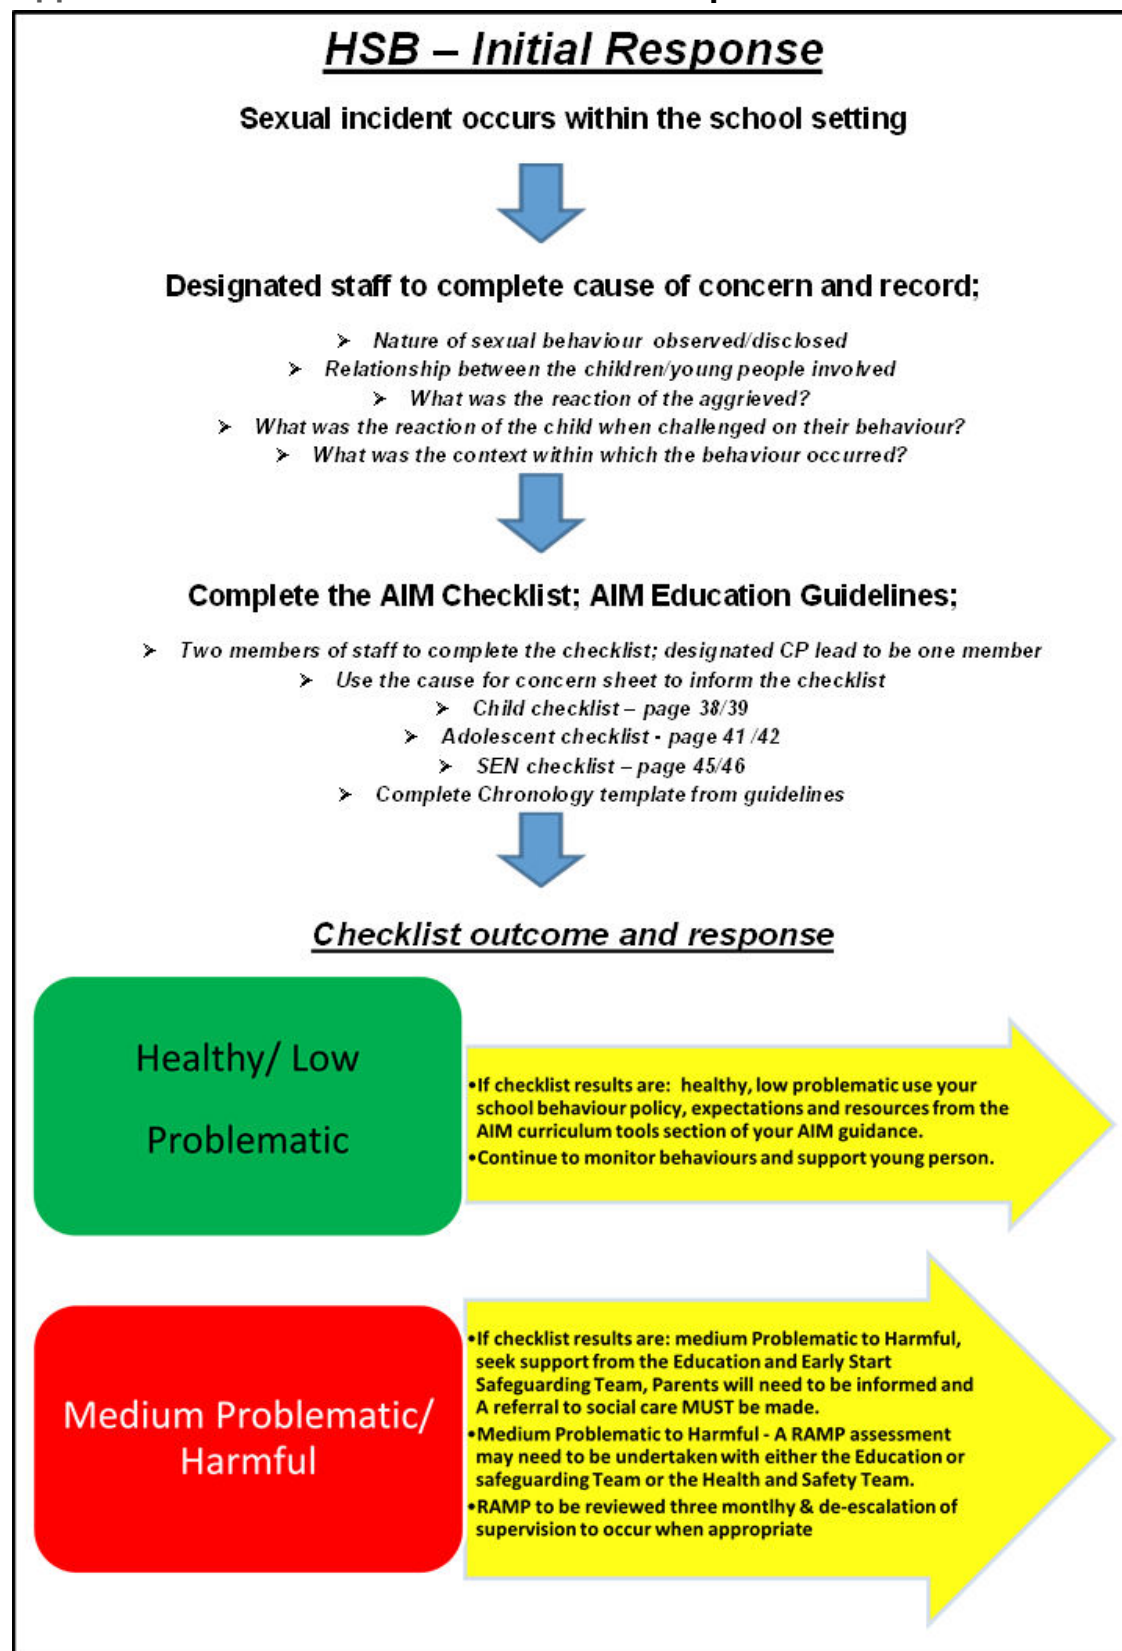 HSB – Initial Response
Sexual incident occurs within the school setting
Designated staff to complete cause of concern and record;
➢ Nature of sexual behaviour observed/disclosed
➢ Relationship between the children/young people involved
➢ What was the reaction of the aggrieved?
➢ What was the reaction of the child when challenged on their behaviour?
➢ What was the context within which the behaviour occurred?
Complete the AIM Checklist; AIM Education Guidelines;
➢ Two members of staff to complete the checklist; designated CP lead to be one member
➢ Use the cause for concern sheet to inform the checklist
➢ Child checklist – page 38/39
➢ Adolescent checklist - page 41 /42
➢ SEN checklist – page 45/46
➢ Complete Chronology template from guidelines
Checklist outcome and response
Healthy/ Low
Problematic
•If checklist results are: healthy, low problematic use your
school behaviour policy, expectations and resources from the
AIM curriculum tools section of your AIM guidance.
•Continue to monitor behaviours and support young person.
Medium Problematic/
Harmful
•If checklist results are: medium Problematic to Harmful,
seek support from the Education and Early Start
Safeguarding Team, Parents will need to be informed and
A referral to social care MUST be made.
•Medium Problematic to Harmful - A RAMP assessment
may need to be undertaken with either the Education or
safeguarding Team or the Health and Safety Team.
•RAMP to be reviewed three montlhy & de-escalation of
supervision to occur when appropriate